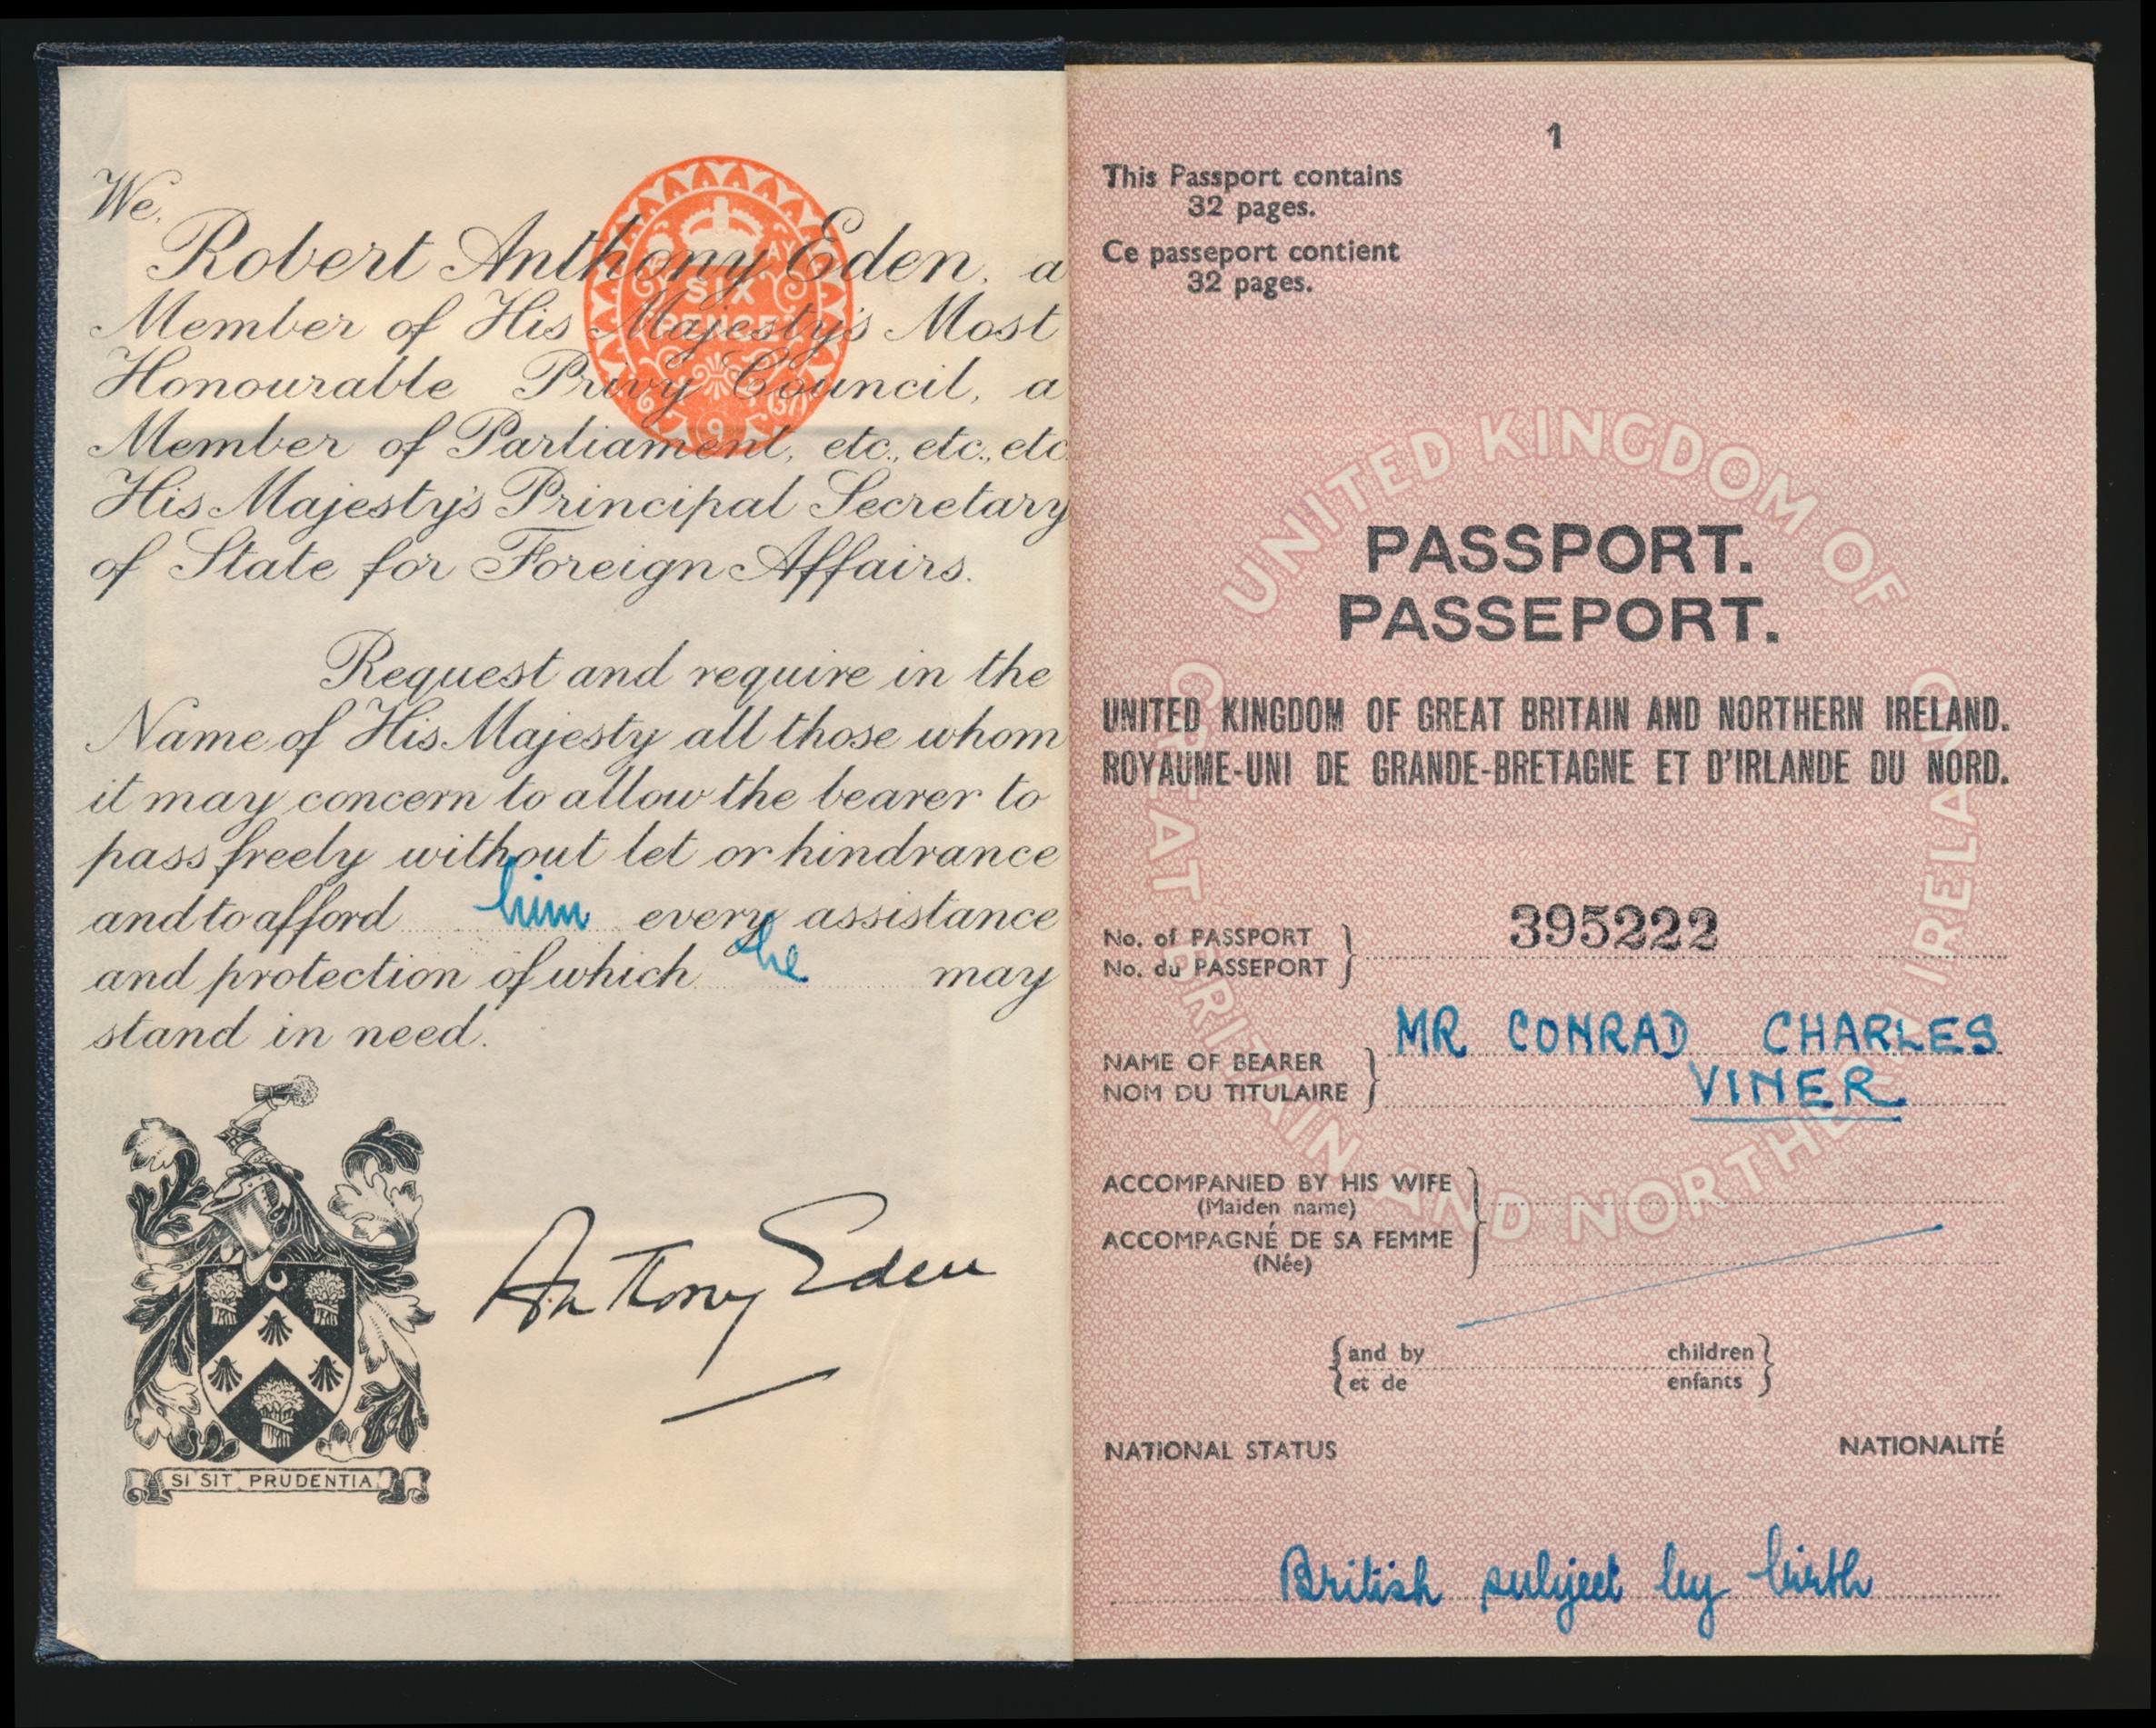 We,
Robert Anthony Eden, a
Member of His Majesty's Most
Honourable Privy Council, a
Member of Parliament, etc., etc., etc.
His Majesty's Principal Secretary
of State for Foreign Affairs.
Request and require in the
Name of His Majesty all those whom
it may concern to allow the bearer to
pass freely without let or hindrance
and to afford him every assistance
and protection of which he may
stand in need.
SIX
PENCE
6 (37)
9
SI SIT PRUDENTIA
Anthony Eden
1
This Passport contains
32 pages.
Ce passeport contient
32 pages.
UNITED KINGDOM OF
GREAT BRITAIN AND NORTHERN IRELAND
PASSPORT.
PASSEPORT.
UNITED KINGDOM OF GREAT BRITAIN AND NORTHERN IRELAND.
ROYAUME-UNI DE GRANDE-BRETAGNE ET D'IRLANDE DU NORD.
No. of PASSPORT
No. du PASSEPORT
395222
NAME OF BEARER
NOM DU TITULAIRE
MR CONRAD CHARLES
VINER
ACCOMPANIED BY HIS WIFE
(Maiden name)
ACCOMPAGNÉ DE SA FEMME
(Née)
and by children
et de enfants
NATIONAL STATUS NATIONALITÉ
British subject by birth